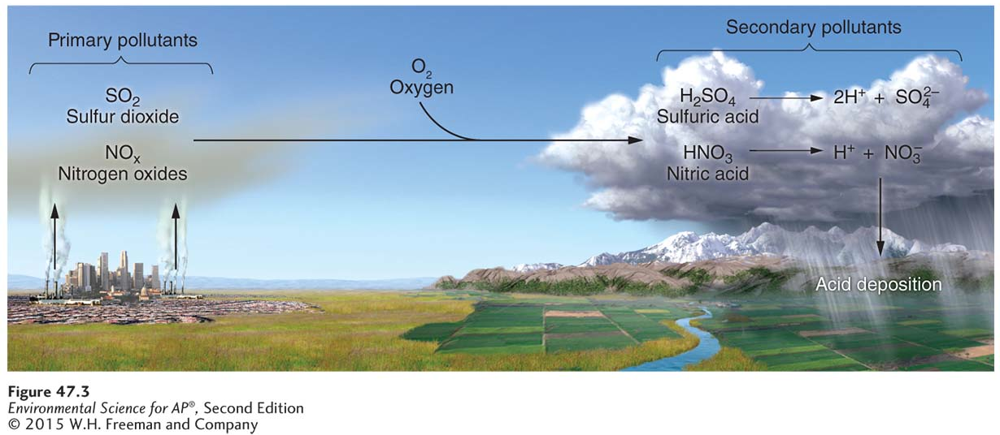 Primary pollutants
SO₂
Sulfur dioxide
NOₓ
Nitrogen oxides
O₂
Oxygen
Secondary pollutants
H₂SO₄ → 2H⁺ + SO₄²⁻
Sulfuric acid
HNO₃ → H⁺ + NO₃⁻
Nitric acid
Acid deposition
Figure 47.3
Environmental Science for AP®, Second Edition
© 2015 W.H. Freeman and Company